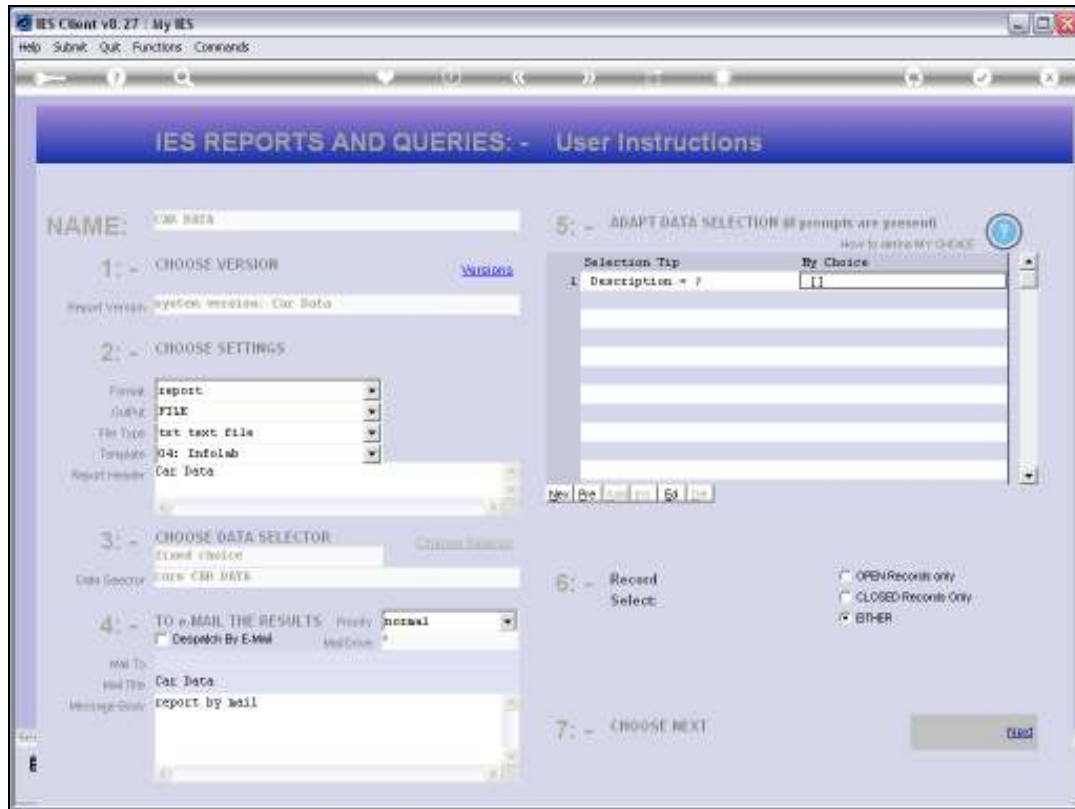 IES Client v8.27 : My IES
Help Submit Quit Functions Commands
IES REPORTS AND QUERIES: - User Instructions
NAME: CAR DATA
1: - CHOOSE VERSION Versions
Report Version system version: Car Data
2: - CHOOSE SETTINGS
Format report
OutPut FILE
File Type txt text file
Template 04: Infolab
Report Header Car Data
3: - CHOOSE DATA SELECTOR Change Selector
fixed choice
Data Selector core CAR DATA
4: - TO e-MAIL THE RESULTS Priority normal
Despatch By E-Mail Mail Driver *
Mail To
Mail Title Car Data
Message Body report by mail
5: - ADAPT DATA SELECTION (if prompts are present)
How to define MY CHOICE ?
Selection Tip My Choice
1 Description = ? []
Nex Pre Add Ins Ed Del
6: - Record
Select:
OPEN Records only
CLOSED Records Only
EITHER
7: - CHOOSE NEXT Next